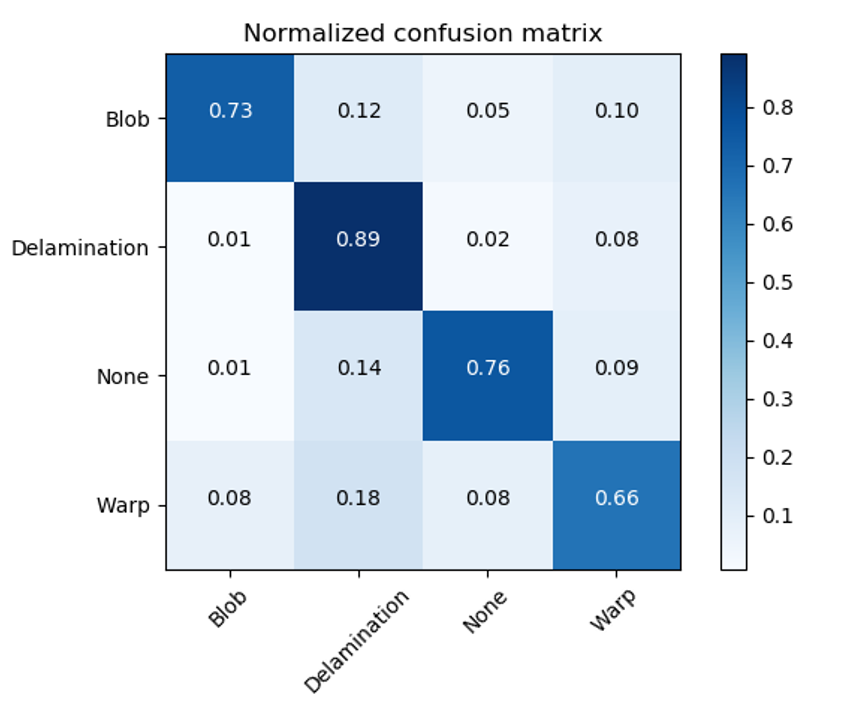 Normalized confusion matrix
Blob 0.73 0.12 0.05 0.10
Delamination 0.01 0.89 0.02 0.08
None 0.01 0.14 0.76 0.09
Warp 0.08 0.18 0.08 0.66
Blob Delamination None Warp
0.8
0.7
0.6
0.5
0.4
0.3
0.2
0.1